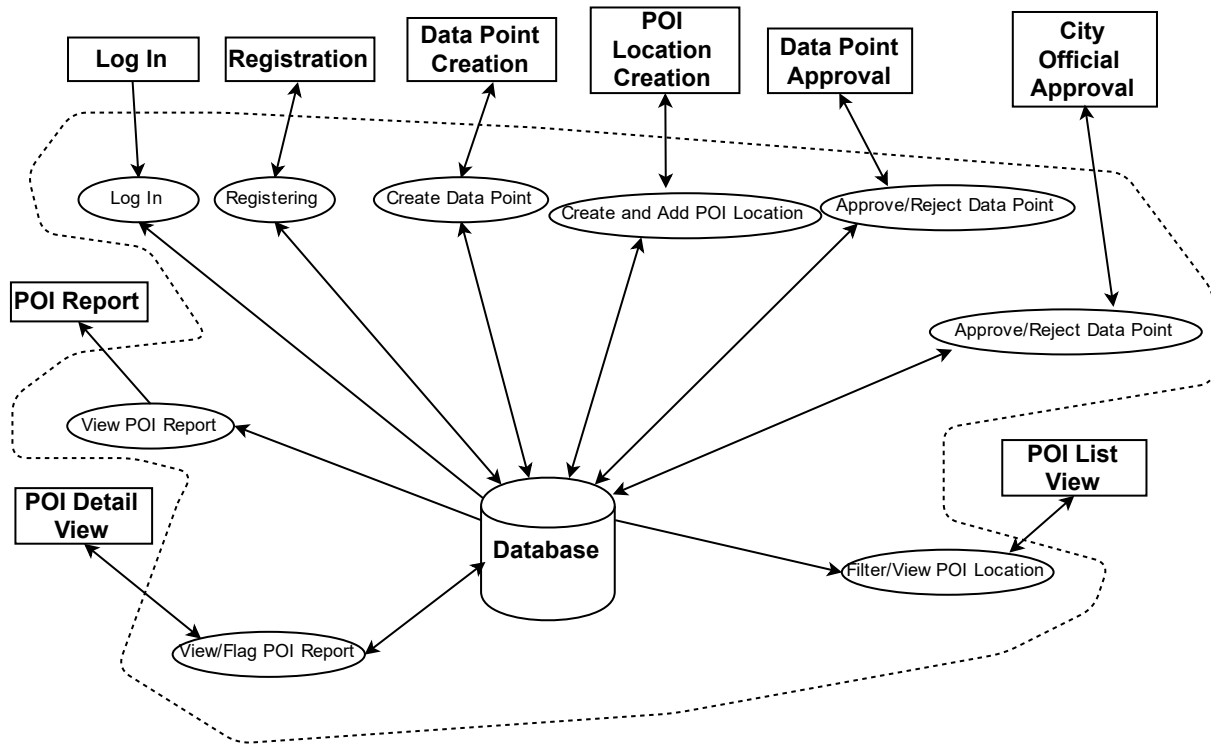 Log In
Registration
Data Point
Creation
POI
Location
Creation
Data Point
Approval
City
Official
Approval
Log In
Registering
Create Data Point
Create and Add POI Location
Approve/Reject Data Point
POI Report
Approve/Reject Data Point
View POI Report
POI List
View
POI Detail
View
Database
Filter/View POI Location
View/Flag POI Report